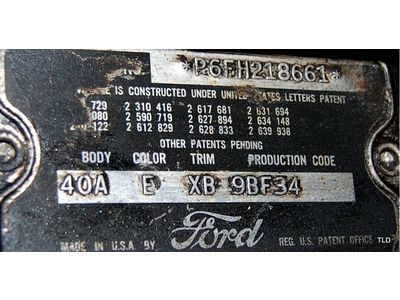 *P6FH218661*
IS CONSTRUCTED UNDER UNITED STATES LETTERS PATENT
729 2 310 416 2 617 681 2 631 694
080 2 590 719 2 627 894 2 634 148
122 2 612 829 2 628 833 2 639 938
OTHER PATENTS PENDING
BODY COLOR TRIM PRODUCTION CODE
40A E XB 9BF34
MADE IN U.S.A. BY Ford REG. U.S. PATENT OFFICE TLD